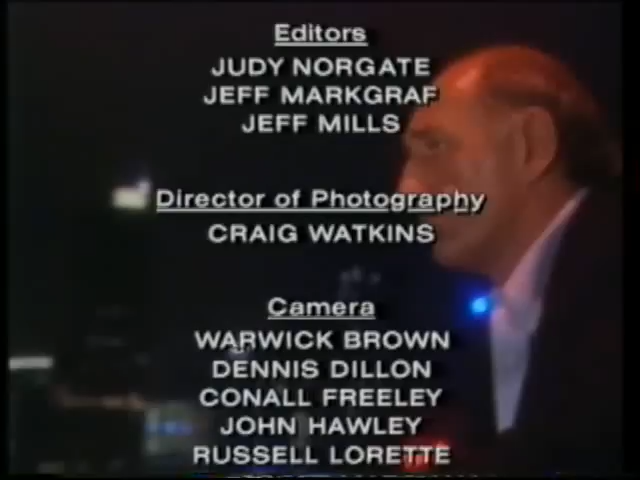 Editors
JUDY NORGATE
JEFF MARKGRAF
JEFF MILLS
Director of Photography
CRAIG WATKINS
Camera
WARWICK BROWN
DENNIS DILLON
CONALL FREELEY
JOHN HAWLEY
RUSSELL LORETTE